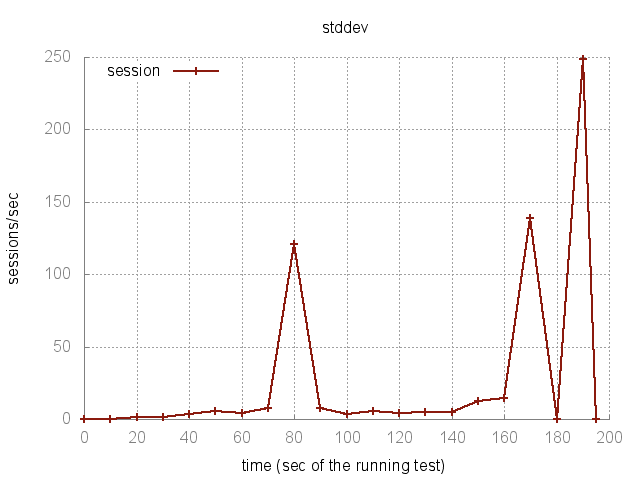 stddev
session
250
200
150
100
50
0
sessions/sec
0 20 40 60 80 100 120 140 160 180 200
time (sec of the running test)